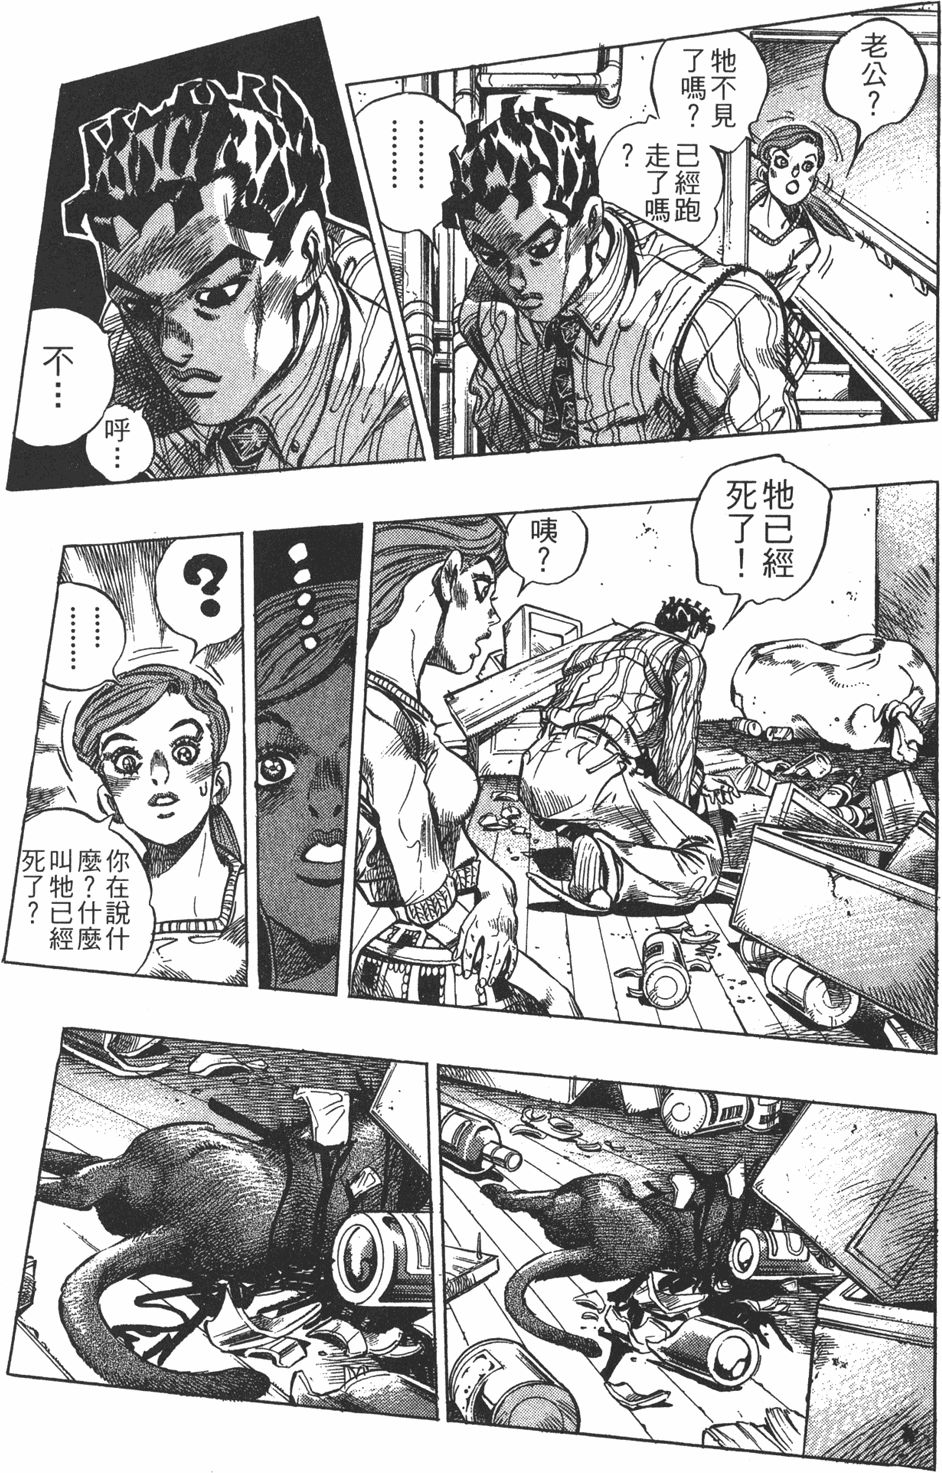 老公？
牠不見
了嗎？
已經跑
走了嗎
？
………
………
不…
呼…
牠已經
死了！
咦？
…
？
………
………
你在說什
麼？什麼
叫牠已經
死了？